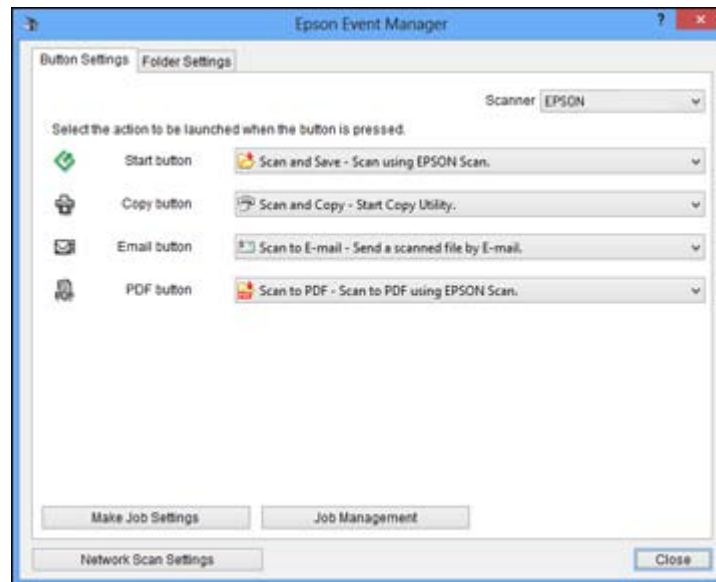 Epson Event Manager
?
Button Settings Folder Settings
Scanner EPSON
Select the action to be launched when the button is pressed.
Start button Scan and Save - Scan using EPSON Scan.
Copy button Scan and Copy - Start Copy Utility.
Email button Scan to E-mail - Send a scanned file by E-mail.
PDF button Scan to PDF - Scan to PDF using EPSON Scan.
Make Job Settings Job Management
Network Scan Settings Close